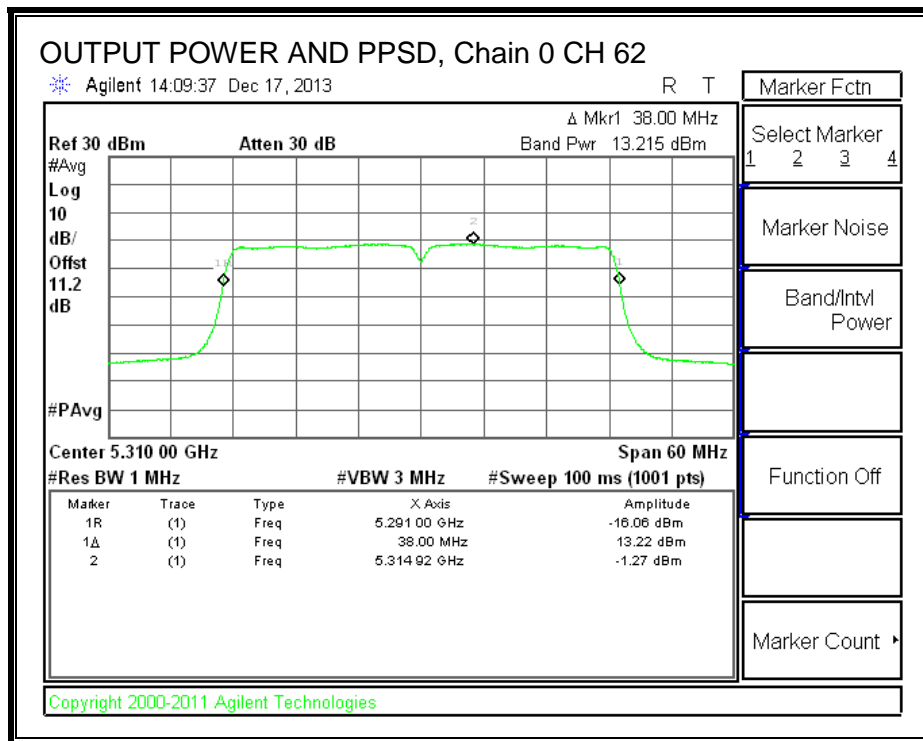 OUTPUT POWER AND PPSD, Chain 0 CH 62
Agilent 14:09:37 Dec 17, 2013 R T
Marker Fctn
Δ Mkr1 38.00 MHz
Ref 30 dBm Atten 30 dB Band Pwr 13.215 dBm
#Avg
Log
10
dB/
Offst
11.2
dB
#PAvg
2
1R
1
Center 5.310 00 GHz Span 60 MHz
#Res BW 1 MHz #VBW 3 MHz #Sweep 100 ms (1001 pts)
Marker Trace Type X Axis Amplitude
1R (1) Freq 5.291 00 GHz -16.06 dBm
1Δ (1) Freq 38.00 MHz 13.22 dBm
2 (1) Freq 5.314 92 GHz -1.27 dBm
Select Marker
1 2 3 4
Marker Noise
Band/Intvl
Power
Function Off
Marker Count
Copyright 2000-2011 Agilent Technologies